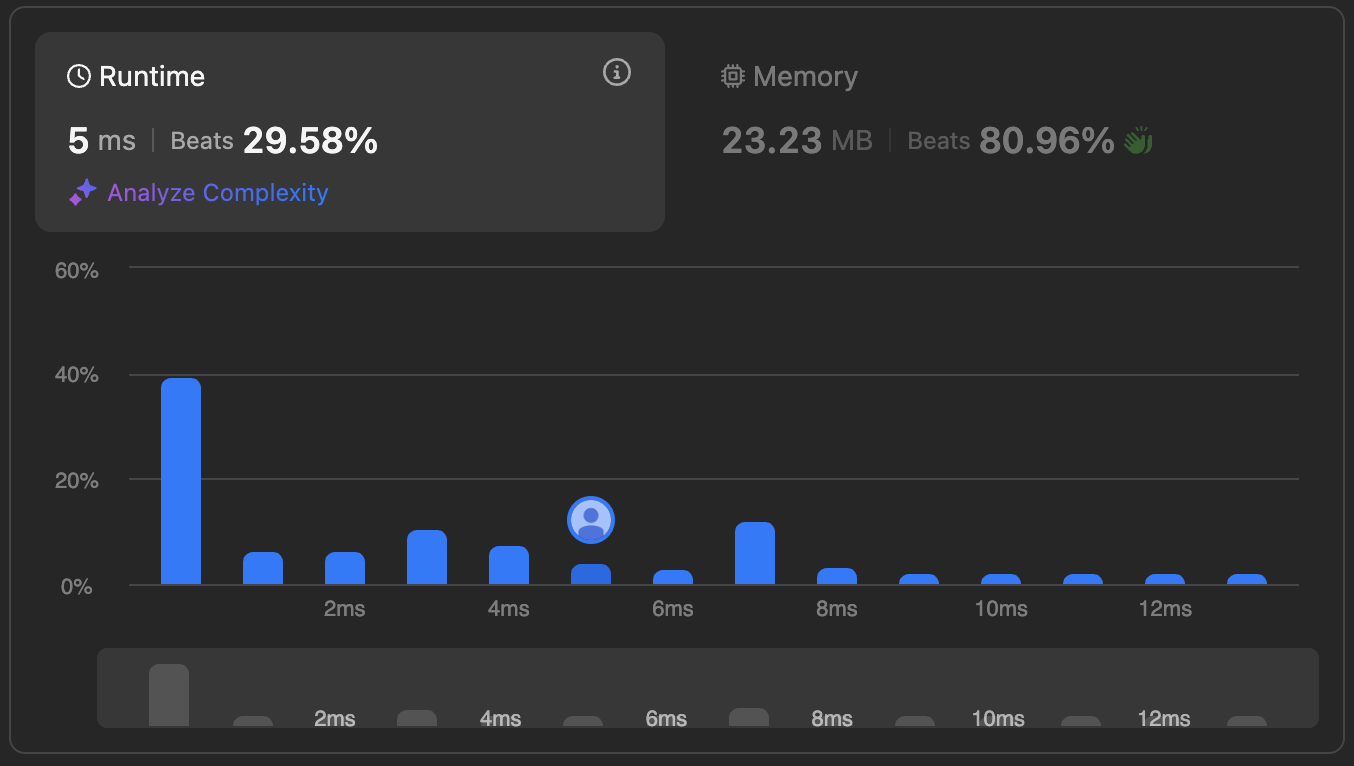 Runtime
5 ms | Beats 29.58%
Analyze Complexity
Memory
23.23 MB | Beats 80.96%
60%
40%
20%
0%
2ms 4ms 6ms 8ms 10ms 12ms
2ms 4ms 6ms 8ms 10ms 12ms